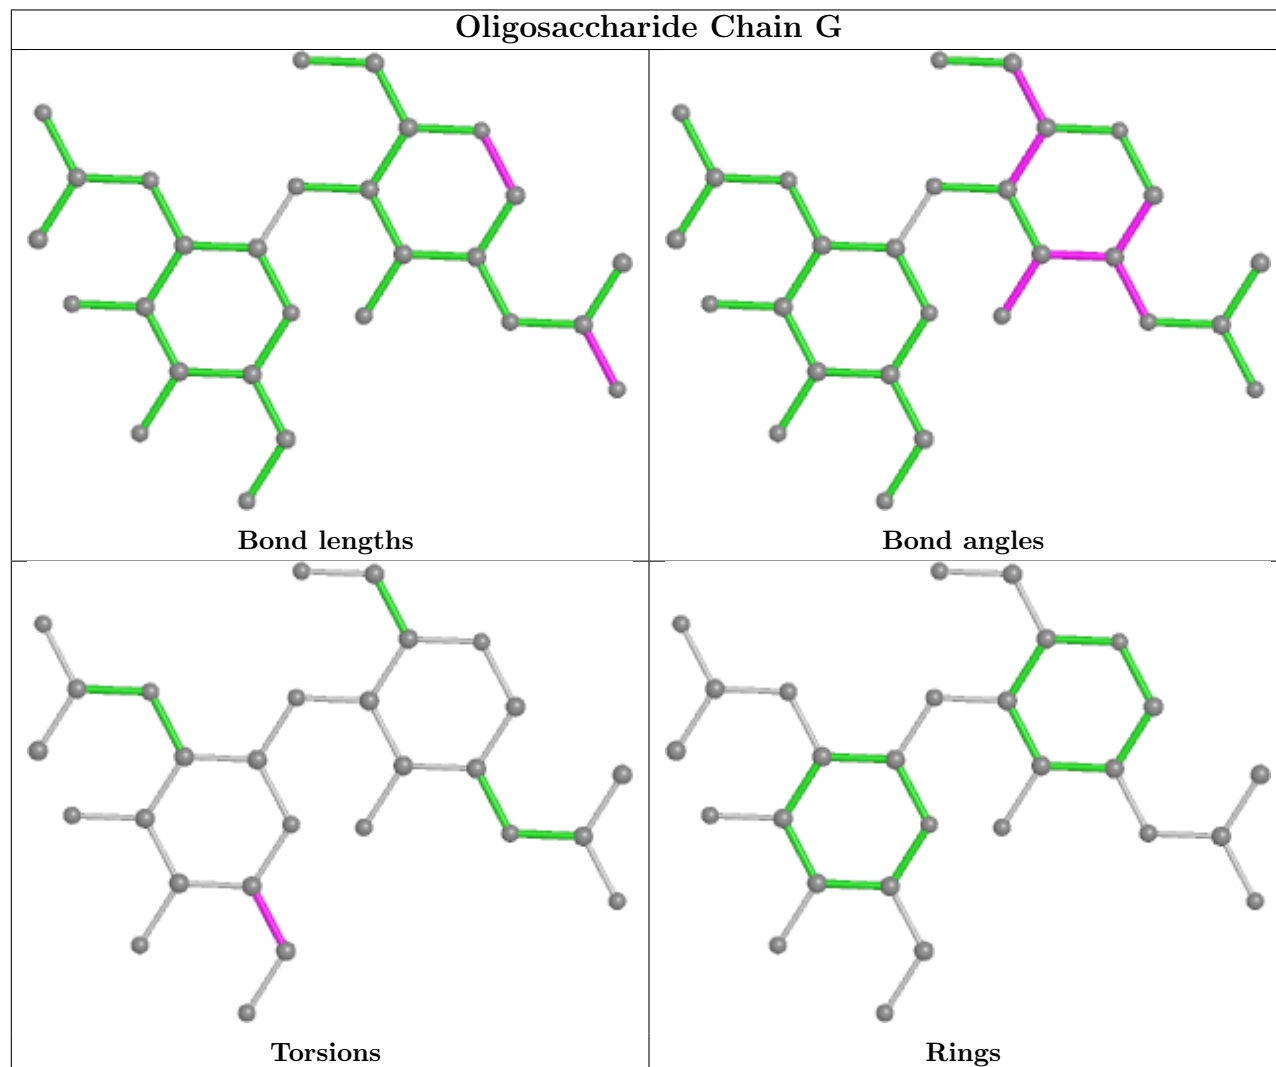 Oligosaccharide Chain G
Bond lengths
Bond angles
Torsions
Rings